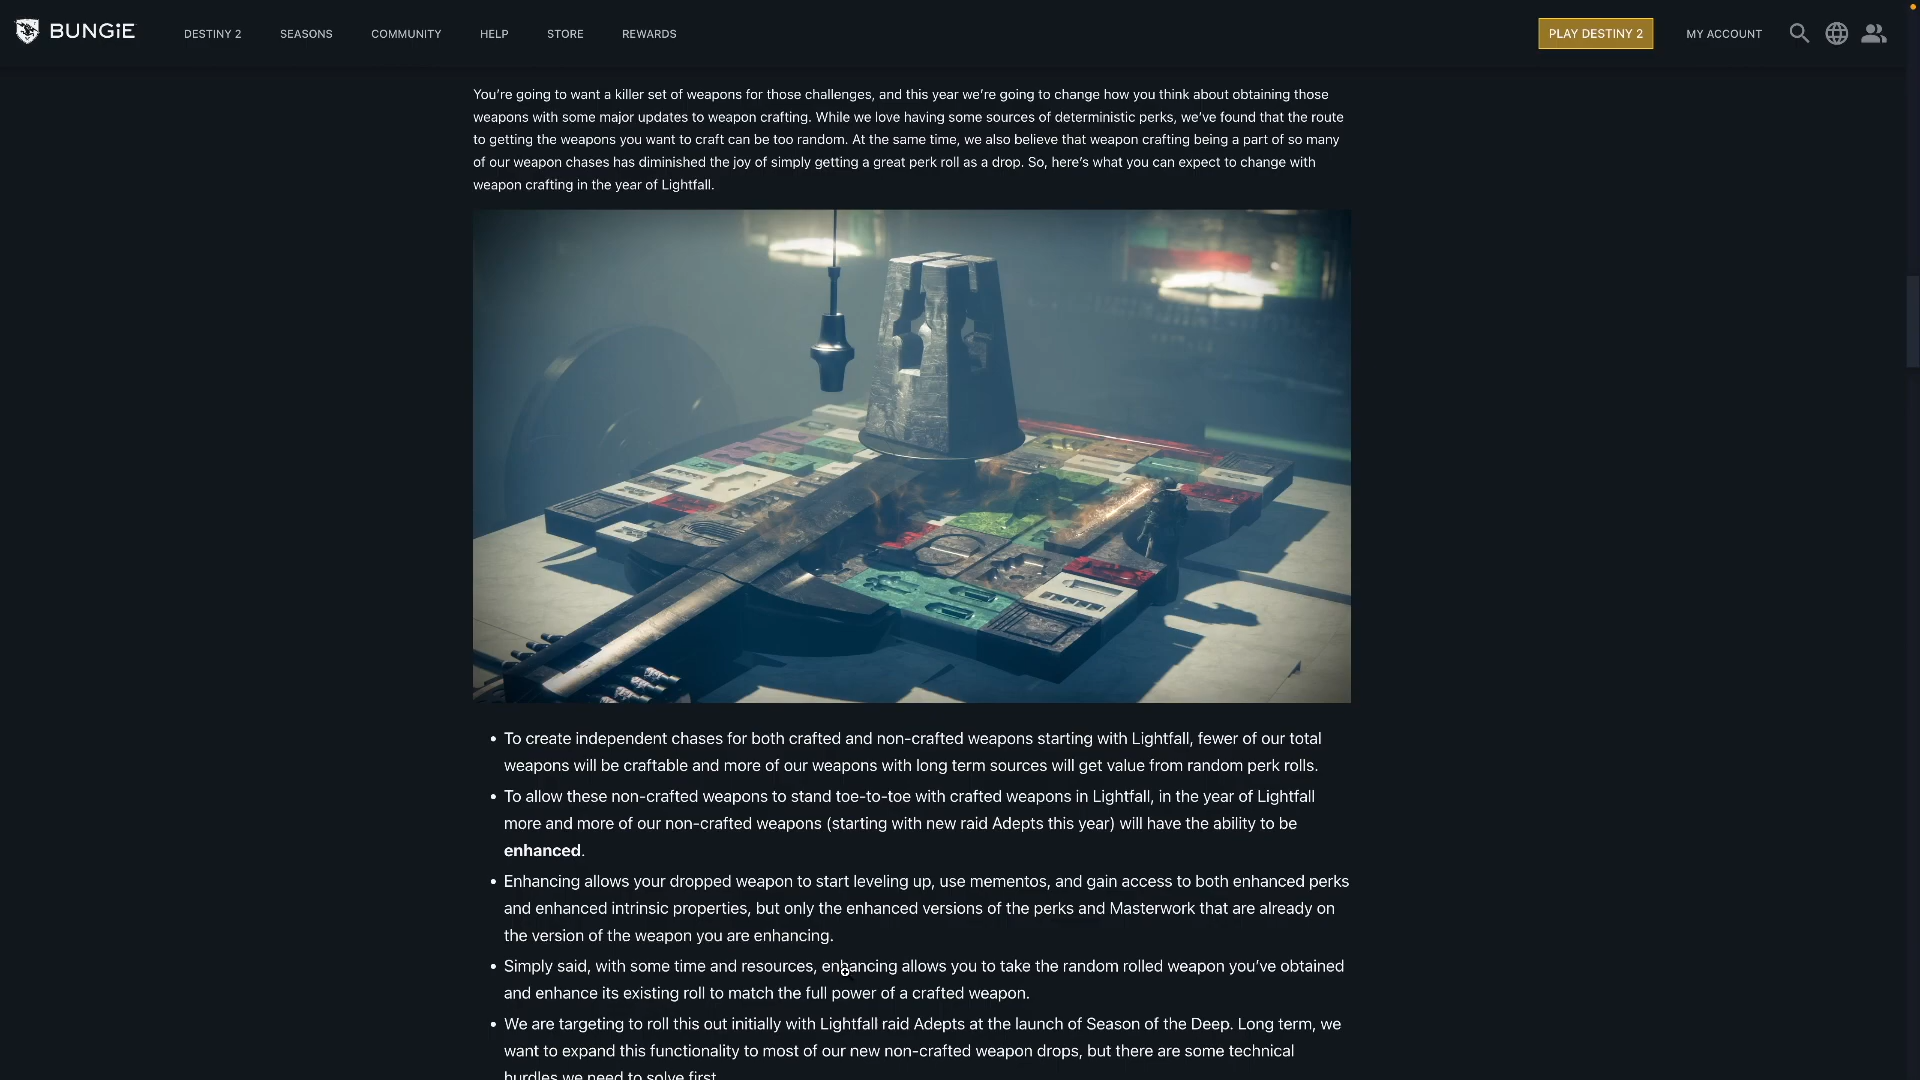 BUNGiE
DESTINY 2
SEASONS
COMMUNITY
HELP
STORE
REWARDS
PLAY DESTINY 2
MY ACCOUNT
You’re going to want a killer set of weapons for those challenges, and this year we’re going to change how you think about obtaining those
weapons with some major updates to weapon crafting. While we love having some sources of deterministic perks, we’ve found that the route
to getting the weapons you want to craft can be too random. At the same time, we also believe that weapon crafting being a part of so many
of our weapon chases has diminished the joy of simply getting a great perk roll as a drop. So, here’s what you can expect to change with
weapon crafting in the year of Lightfall.
• To create independent chases for both crafted and non-crafted weapons starting with Lightfall, fewer of our total
weapons will be craftable and more of our weapons with long term sources will get value from random perk rolls.
• To allow these non-crafted weapons to stand toe-to-toe with crafted weapons in Lightfall, in the year of Lightfall
more and more of our non-crafted weapons (starting with new raid Adepts this year) will have the ability to be
enhanced.
• Enhancing allows your dropped weapon to start leveling up, use mementos, and gain access to both enhanced perks
and enhanced intrinsic properties, but only the enhanced versions of the perks and Masterwork that are already on
the version of the weapon you are enhancing.
• Simply said, with some time and resources, enhancing allows you to take the random rolled weapon you’ve obtained
and enhance its existing roll to match the full power of a crafted weapon.
• We are targeting to roll this out initially with Lightfall raid Adepts at the launch of Season of the Deep. Long term, we
want to expand this functionality to most of our new non-crafted weapon drops, but there are some technical
hurdles we need to solve first.